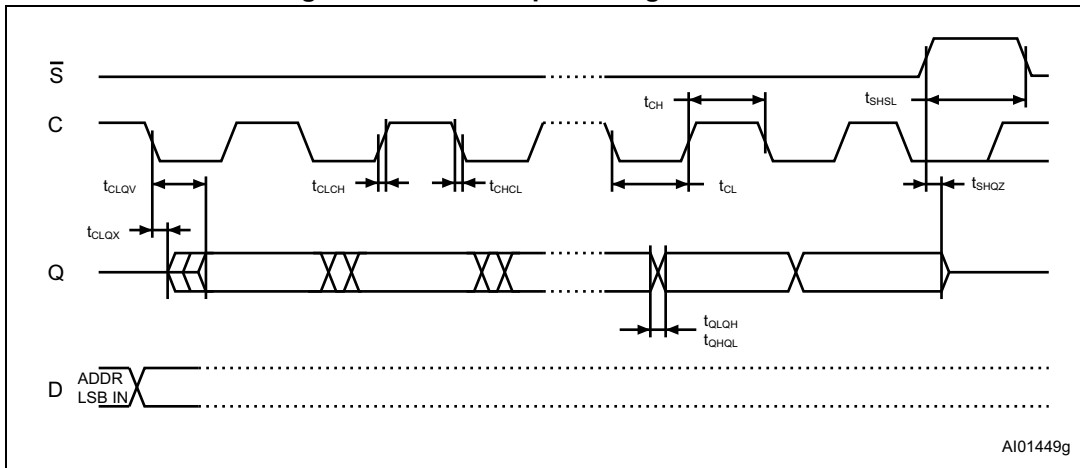 S
C
tCH
tSHSL
tCLQV
tCLCH
tCHCL
tCL
tSHQZ
tCLQX
Q
tQLQH
tQHQL
D
ADDR
LSB IN
AI01449g